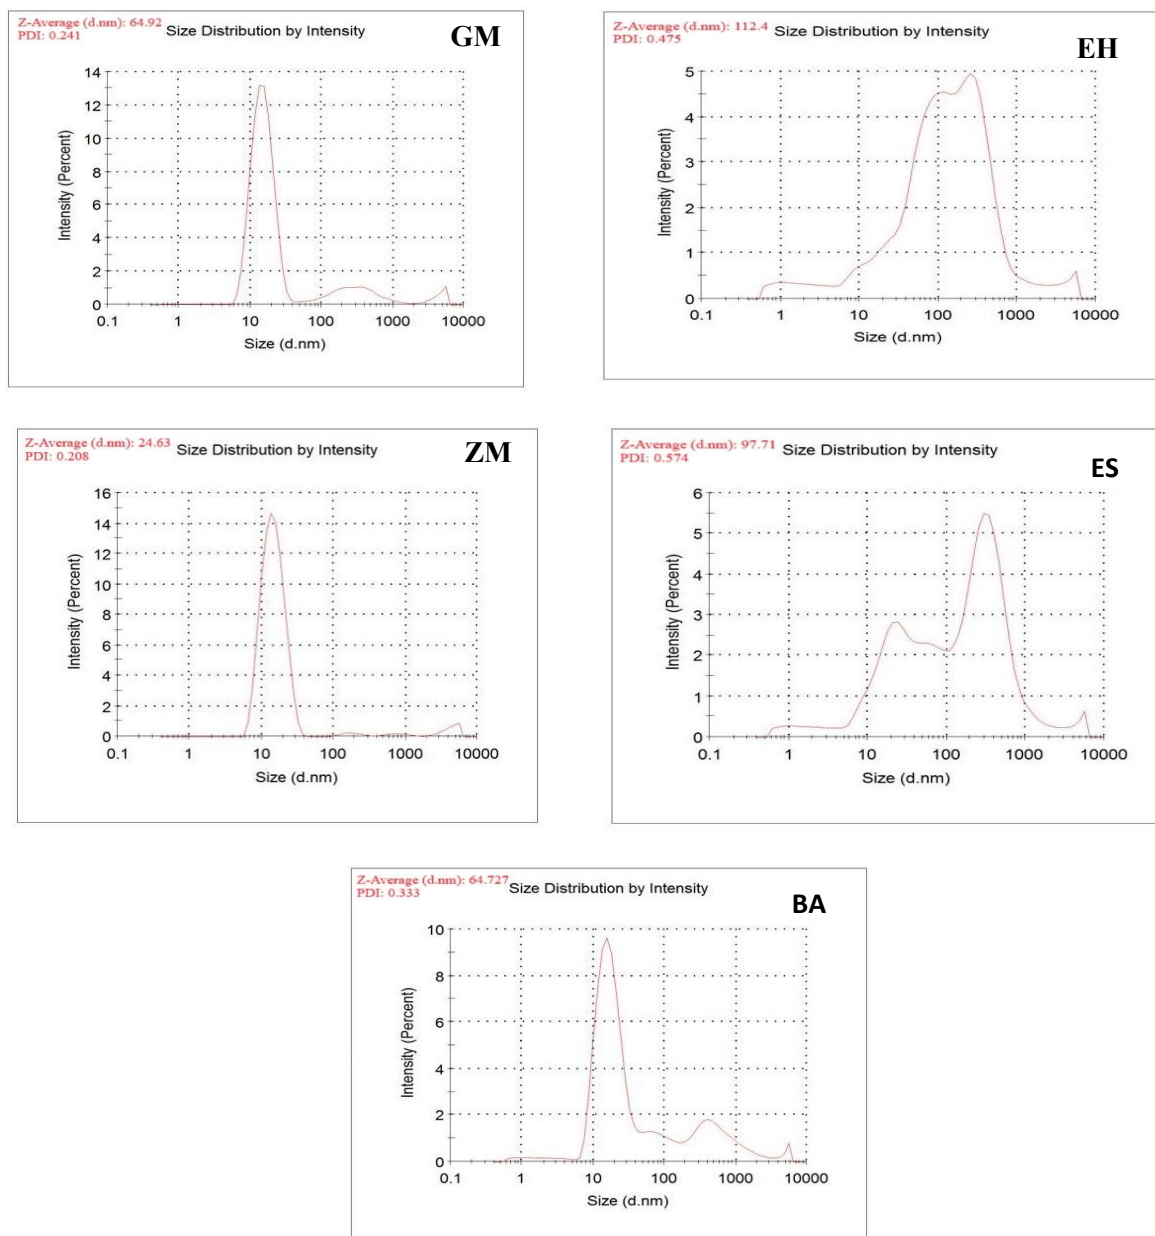 Z-Average (d.nm): 64.92
PDI: 0.241
Size Distribution by Intensity
GM
Intensity (Percent)
14
12
10
8
6
4
2
0
0.1 1 10 100 1000 10000
Size (d.nm)
Z-Average (d.nm): 112.4
PDI: 0.475
Size Distribution by Intensity
EH
Intensity (Percent)
5
4
3
2
1
0
0.1 1 10 100 1000 10000
Size (d.nm)
Z-Average (d.nm): 24.63
PDI: 0.208
Size Distribution by Intensity
ZM
Intensity (Percent)
16
14
12
10
8
6
4
2
0
0.1 1 10 100 1000 10000
Size (d.nm)
Z-Average (d.nm): 97.71
PDI: 0.574
Size Distribution by Intensity
ES
Intensity (Percent)
6
5
4
3
2
1
0
0.1 1 10 100 1000 10000
Size (d.nm)
Z-Average (d.nm): 64.727
PDI: 0.333
Size Distribution by Intensity
BA
Intensity (Percent)
10
8
6
4
2
0
0.1 1 10 100 1000 10000
Size (d.nm)